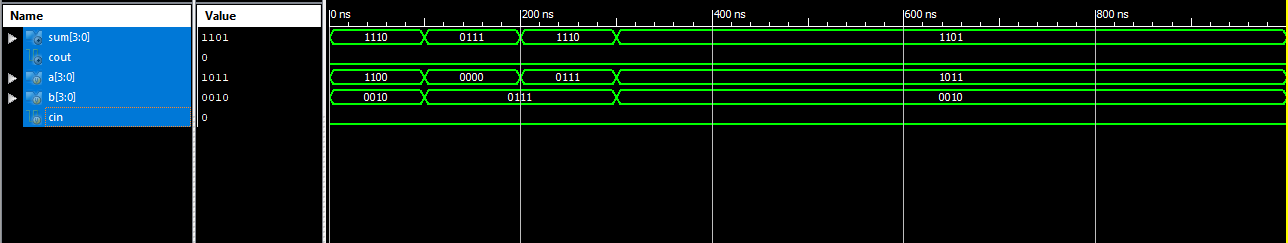 Name Value 0 ns 200 ns 400 ns 600 ns 800 ns
sum[3:0] 1101 1110 0111 1110 1101
cout 0
a[3:0] 1011 1100 0000 0111 1011
b[3:0] 0010 0010 0111 0010
cin 0